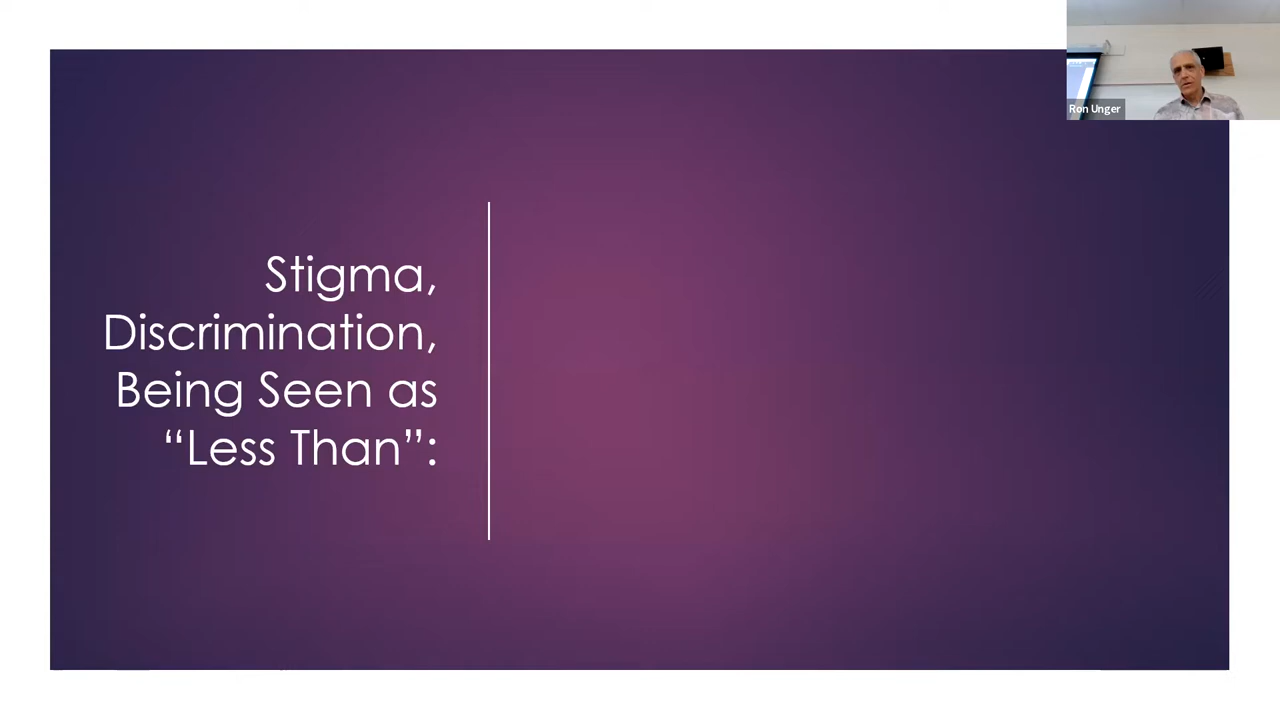 Ron Unger
Stigma,
Discrimination,
Being Seen as
“Less Than”: